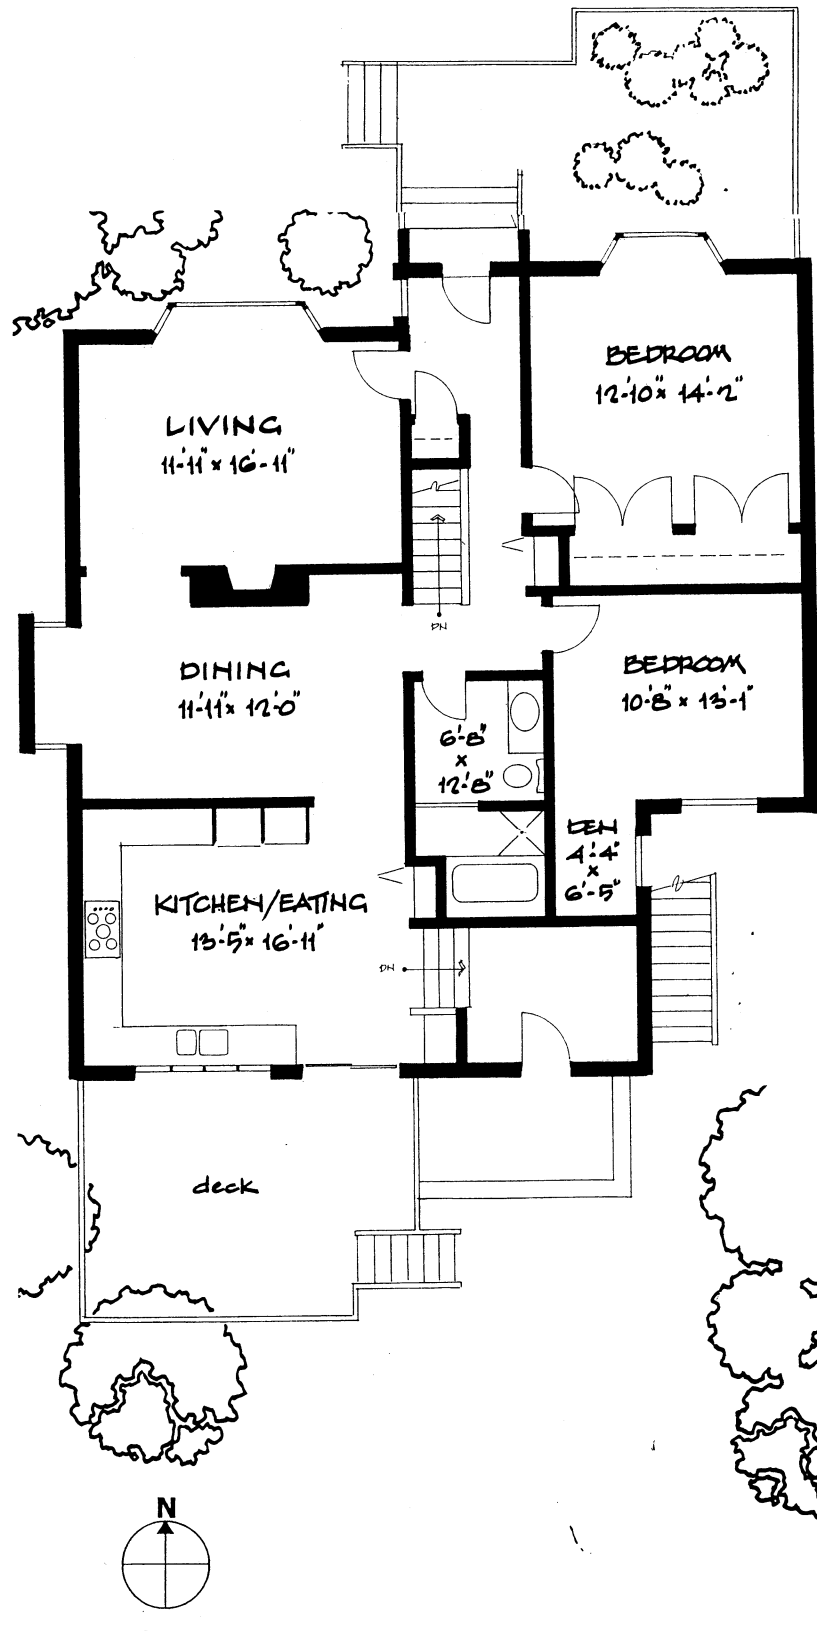 BEDROOM
12'-10" x 14'-2"
LIVING
11'-11" x 16'-11"
DN
DINING
11'-11" x 12'-0"
BEDROOM
10'-8" x 13'-1"
6'-8"
x
12'-8"
DEN
4'-4"
x
6'-5"
KITCHEN/EATING
13'-5" x 16'-11"
DN
deck
N